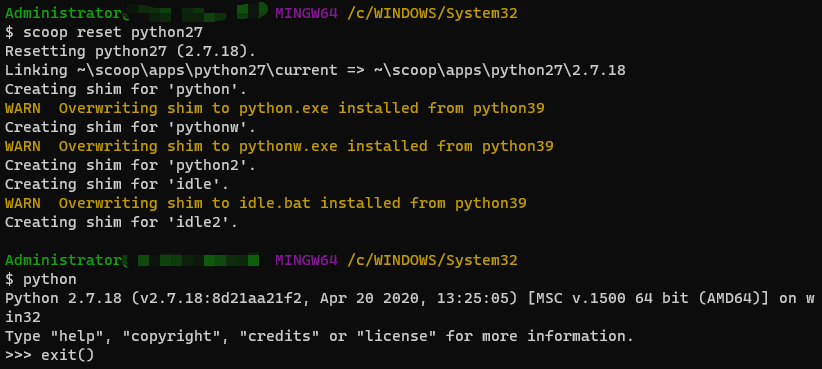 Administrator MINGW64 /c/WINDOWS/System32
$ scoop reset python27
Resetting python27 (2.7.18).
Linking ~\scoop\apps\python27\current => ~\scoop\apps\python27\2.7.18
Creating shim for 'python'.
WARN  Overwriting shim to python.exe installed from python39
Creating shim for 'pythonw'.
WARN  Overwriting shim to pythonw.exe installed from python39
Creating shim for 'python2'.
Creating shim for 'idle'.
WARN  Overwriting shim to idle.bat installed from python39
Creating shim for 'idle2'.
Administrator MINGW64 /c/WINDOWS/System32
$ python
Python 2.7.18 (v2.7.18:8d21aa21f2, Apr 20 2020, 13:25:05) [MSC v.1500 64 bit (AMD64)] on w
in32
Type "help", "copyright", "credits" or "license" for more information.
>>> exit()